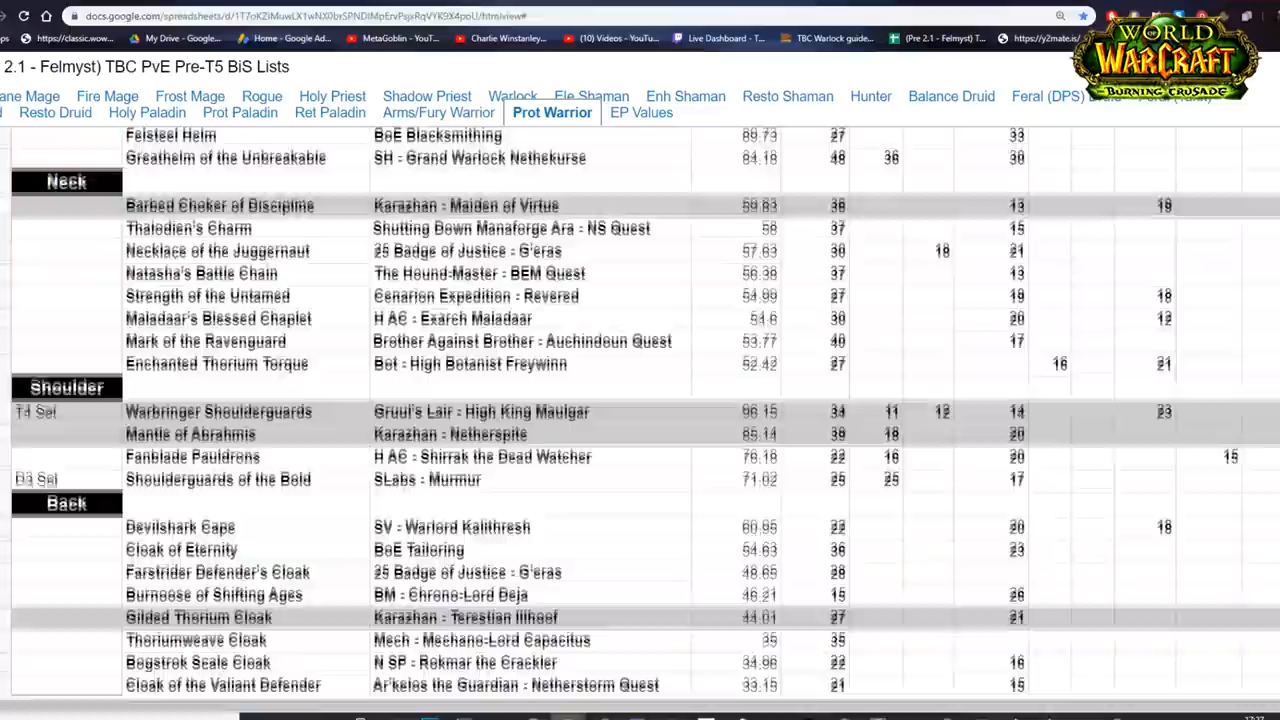 docs.google.com/spreadsheets/d/
https://classic.wow... My Drive - Google... Home - Google Ad... MetaGoblin - YouT... Charlie Winstanley... (10) Videos - YouTu... Live Dashboard - T... TBC Warlock guide... (Pre 2.1 - Felmyst) T... https://y2mate.is/
WORLD OF WARCRAFT
BURNING CRUSADE
2.1 - Felmyst) TBC PvE Pre-T5 BiS Lists
ane Mage Fire Mage Frost Mage Rogue Holy Priest Shadow Priest Warlock Ele Shaman Enh Shaman Resto Shaman Hunter Balance Druid Feral (DPS)
Resto Druid Holy Paladin Prot Paladin Ret Paladin Arms/Fury Warrior Prot Warrior EP Values
Felsteel Helm BoE Blacksmithing 27 33
Greathelm of the Unbreakable SH - Grand Warlock Nethekurse 84.18 48 36 30
Neck
Barbed Choker of Discipline Karazhan - Maiden of Virtue 59.83 13 19
Thalodien's Charm Shutting Down Manaforge Ara - NS Quest 58 37 15
Necklace of the Juggernaut 25 Badge of Justice - G'eras 57.63 30 18 21
Natasha's Battle Chain The Hound-Master - BEM Quest 56.38 37 13
Strength of the Untamed Cenarion Expedition - Revered 54.99 27 19 18
Maladaar's Blessed Chaplet H AC - Exarch Maladaar 54.6 30 20 12
Mark of the Ravenguard Brother Against Brother - Auchindoun Quest 53.77 40 17
Enchanted Thorium Torque Bot - High Botanist Freywinn 52.42 27 16 21
Shoulder
T4 Set Warbringer Shoulderguards Gruul's Lair - High King Maulgar 96.15 34 11 12 14 23
Mantle of Abrahmis Karazhan - Netherspite 85.14 39 18 20
Fanblade Pauldrons H AC - Shirrak the Dead Watcher 76.18 22 16 20 15
D3 Set Shoulderguards of the Bold SLabs - Murmur 71.02 25 25 17
Back
Devilshark Cape SV - Warlord Kalithresh 60.95 22 20 18
Cloak of Eternity BoE Tailoring 54.63 36 23
Farstrider Defender's Cloak 25 Badge of Justice - G'eras 48.65 28
Burnoose of Shifting Ages BM - Chrono-Lord Deja 46.21 15 26
Gilded Thorium Cloak Karazhan - Terestian Illhoof 44.01 27 21
Thoriumweave Cloak Mech - Mechano-Lord Capacitus 35 35
Bogstrok Scale Cloak N SP - Rokmar the Crackler 34.96 22 16
Cloak of the Valiant Defender Ar'kelos the Guardian - Netherstorm Quest 33.15 21 15